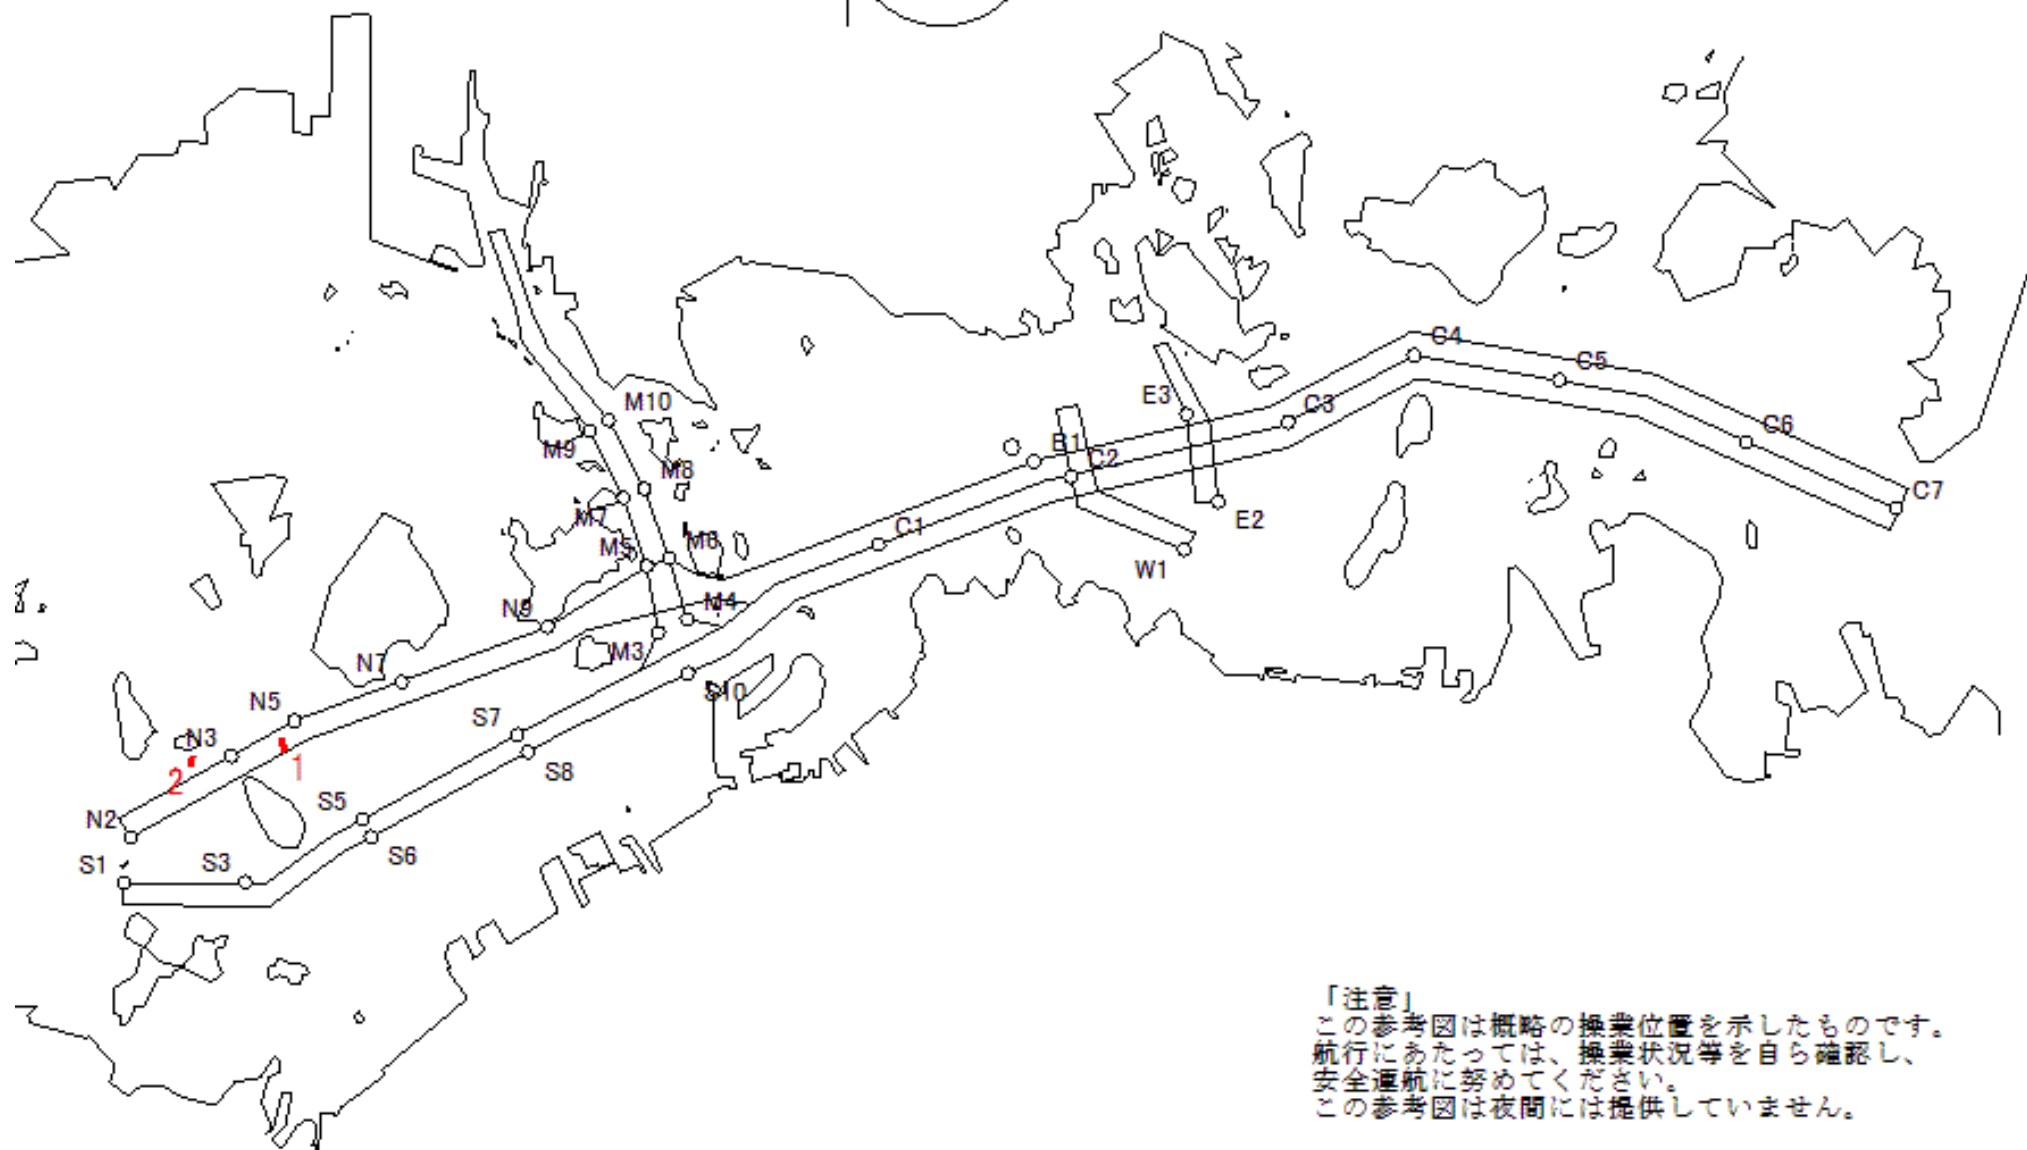 C4
C5
E3
M10
C3
C6
M9
B1
C2
M8
C7
M7
E2
C1
M5
M6
W1
N9
M4
M3
N7
S10
N5
S7
N3
1
2
S8
S5
N2
S6
S1
S3
「注意」
この参考図は概略の操業位置を示したものです。
航行にあたっては、操業状況等を自ら確認し、
安全運航に努めてください。
この参考図は夜間には提供していません。